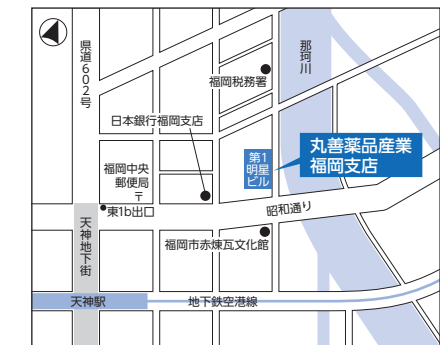 県道602号
那珂川
福岡税務署
日本銀行福岡支店
第1
明星
ビル
丸善薬品産業
福岡支店
福岡中央
郵便局
〒
東1b出口
昭和通り
天神地下街
福岡市赤煉瓦文化館
天神駅
地下鉄空港線